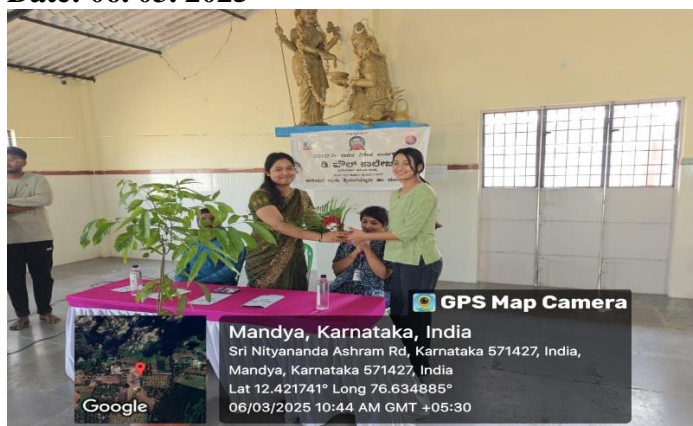 Date: 06. 03. 2025
ಡಿ. ಪೌಲ್ ಕಾಲೇಜು
GPS Map Camera
Mandya, Karnataka, India
Sri Nityananda Ashram Rd, Karnataka 571427, India,
Mandya, Karnataka 571427, India
Lat 12.421741° Long 76.634885°
06/03/2025 10:44 AM GMT +05:30
Google